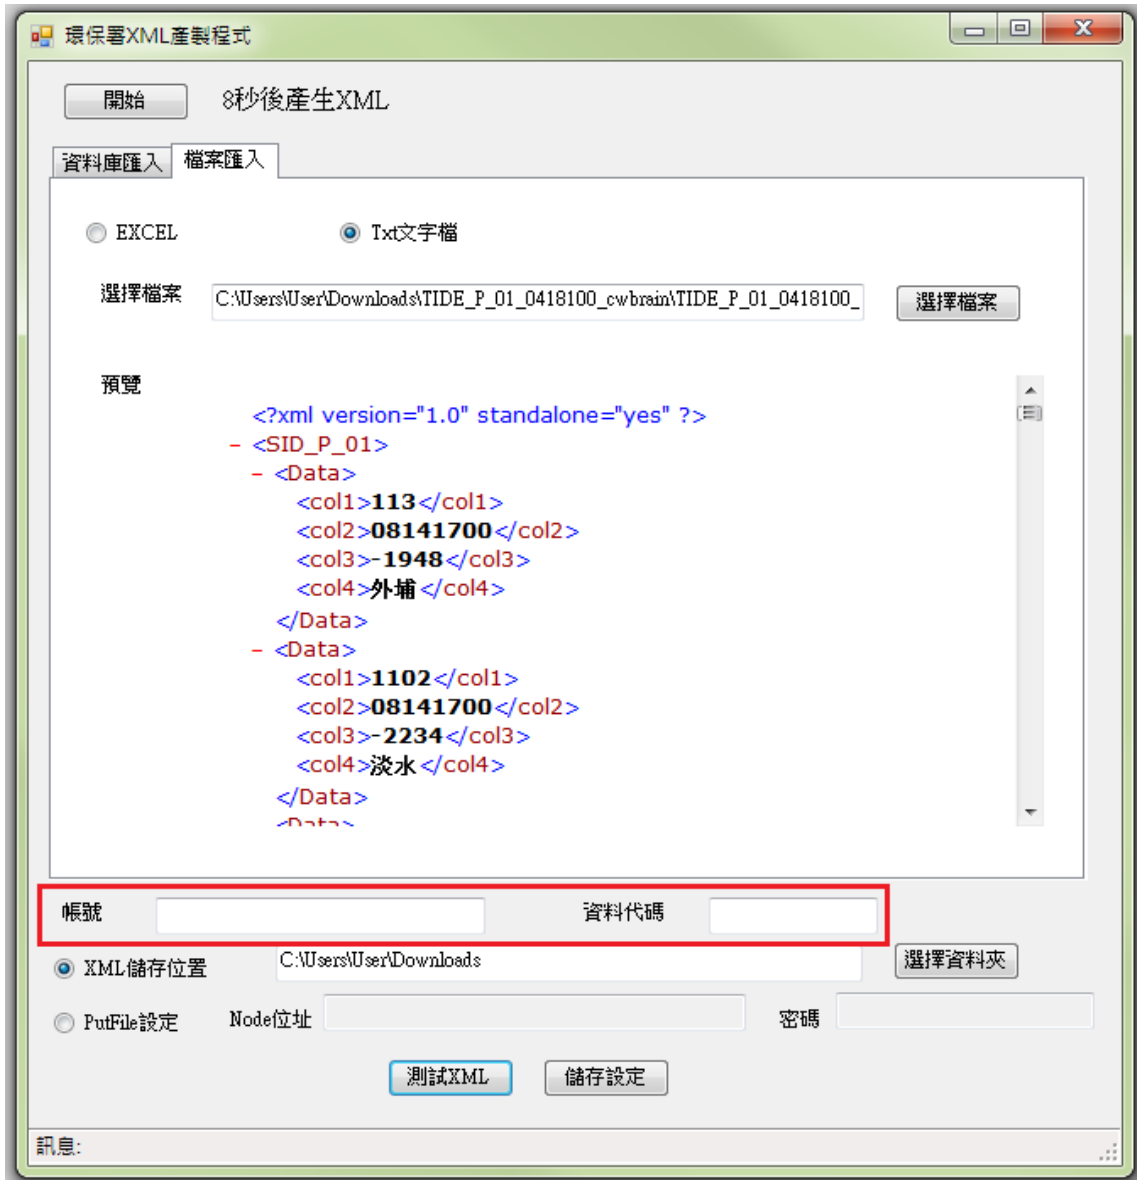 環保署XML產製程式
開始 8秒後產生XML
資料庫匯入 檔案匯入
EXCEL Txt文字檔
選擇檔案 C:\Users\User\Downloads\TIDE_P_01_0418100_cwbrain\TIDE_P_01_0418100_ 選擇檔案
預覽
<?xml version="1.0" standalone="yes" ?>
- <SID_P_01>
- <Data>
<col1>113</col1>
<col2>08141700</col2>
<col3>-1948</col3>
<col4>外埔</col4>
</Data>
- <Data>
<col1>1102</col1>
<col2>08141700</col2>
<col3>-2234</col3>
<col4>淡水</col4>
</Data>
<Data>
帳號 資料代碼
XML儲存位置 C:\Users\User\Downloads 選擇資料夾
PutFile設定 Node位址 密碼
測試XML 儲存設定
訊息: